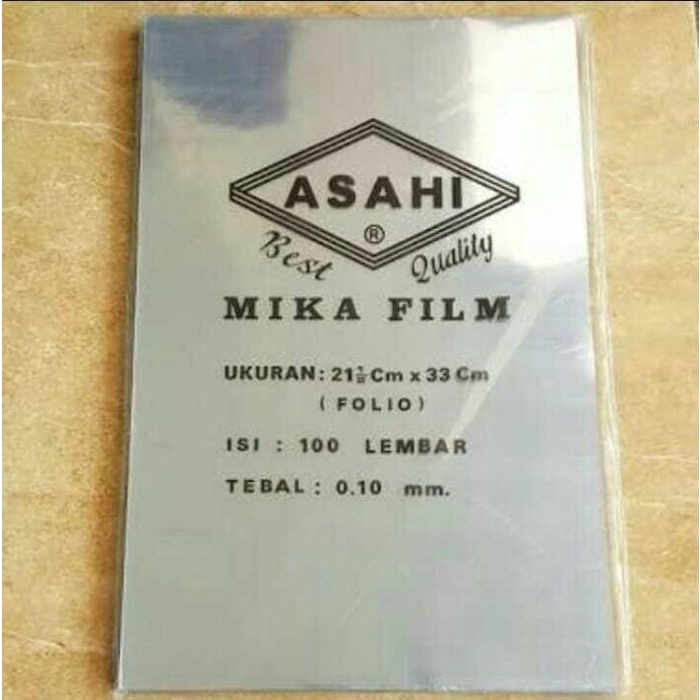 ASAHI
®
Best Quality
MIKA FILM
UKURAN: 21½ Cm x 33 Cm
( FOLIO )
ISI : 100 LEMBAR
TEBAL : 0.10 mm.